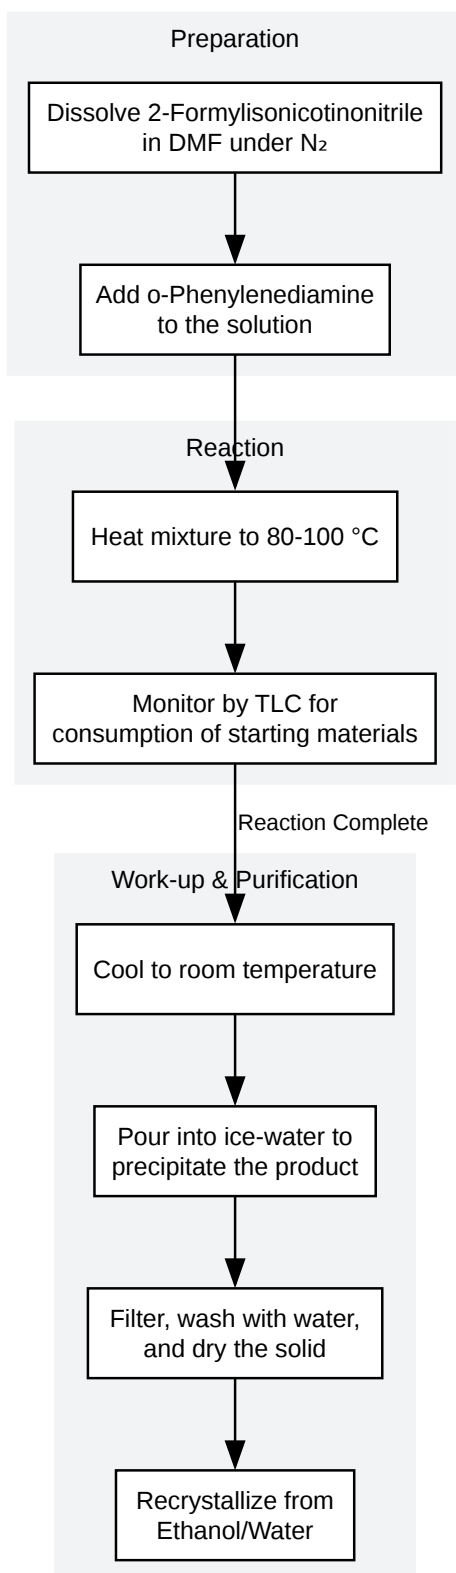 Preparation
Dissolve 2-Formylisonicotinonitrile
in DMF under N₂
Add o-Phenylenediamine
to the solution
Reaction
Heat mixture to 80-100 °C
Monitor by TLC for
consumption of starting materials
Reaction Complete
Work-up & Purification
Cool to room temperature
Pour into ice-water to
precipitate the product
Filter, wash with water,
and dry the solid
Recrystallize from
Ethanol/Water